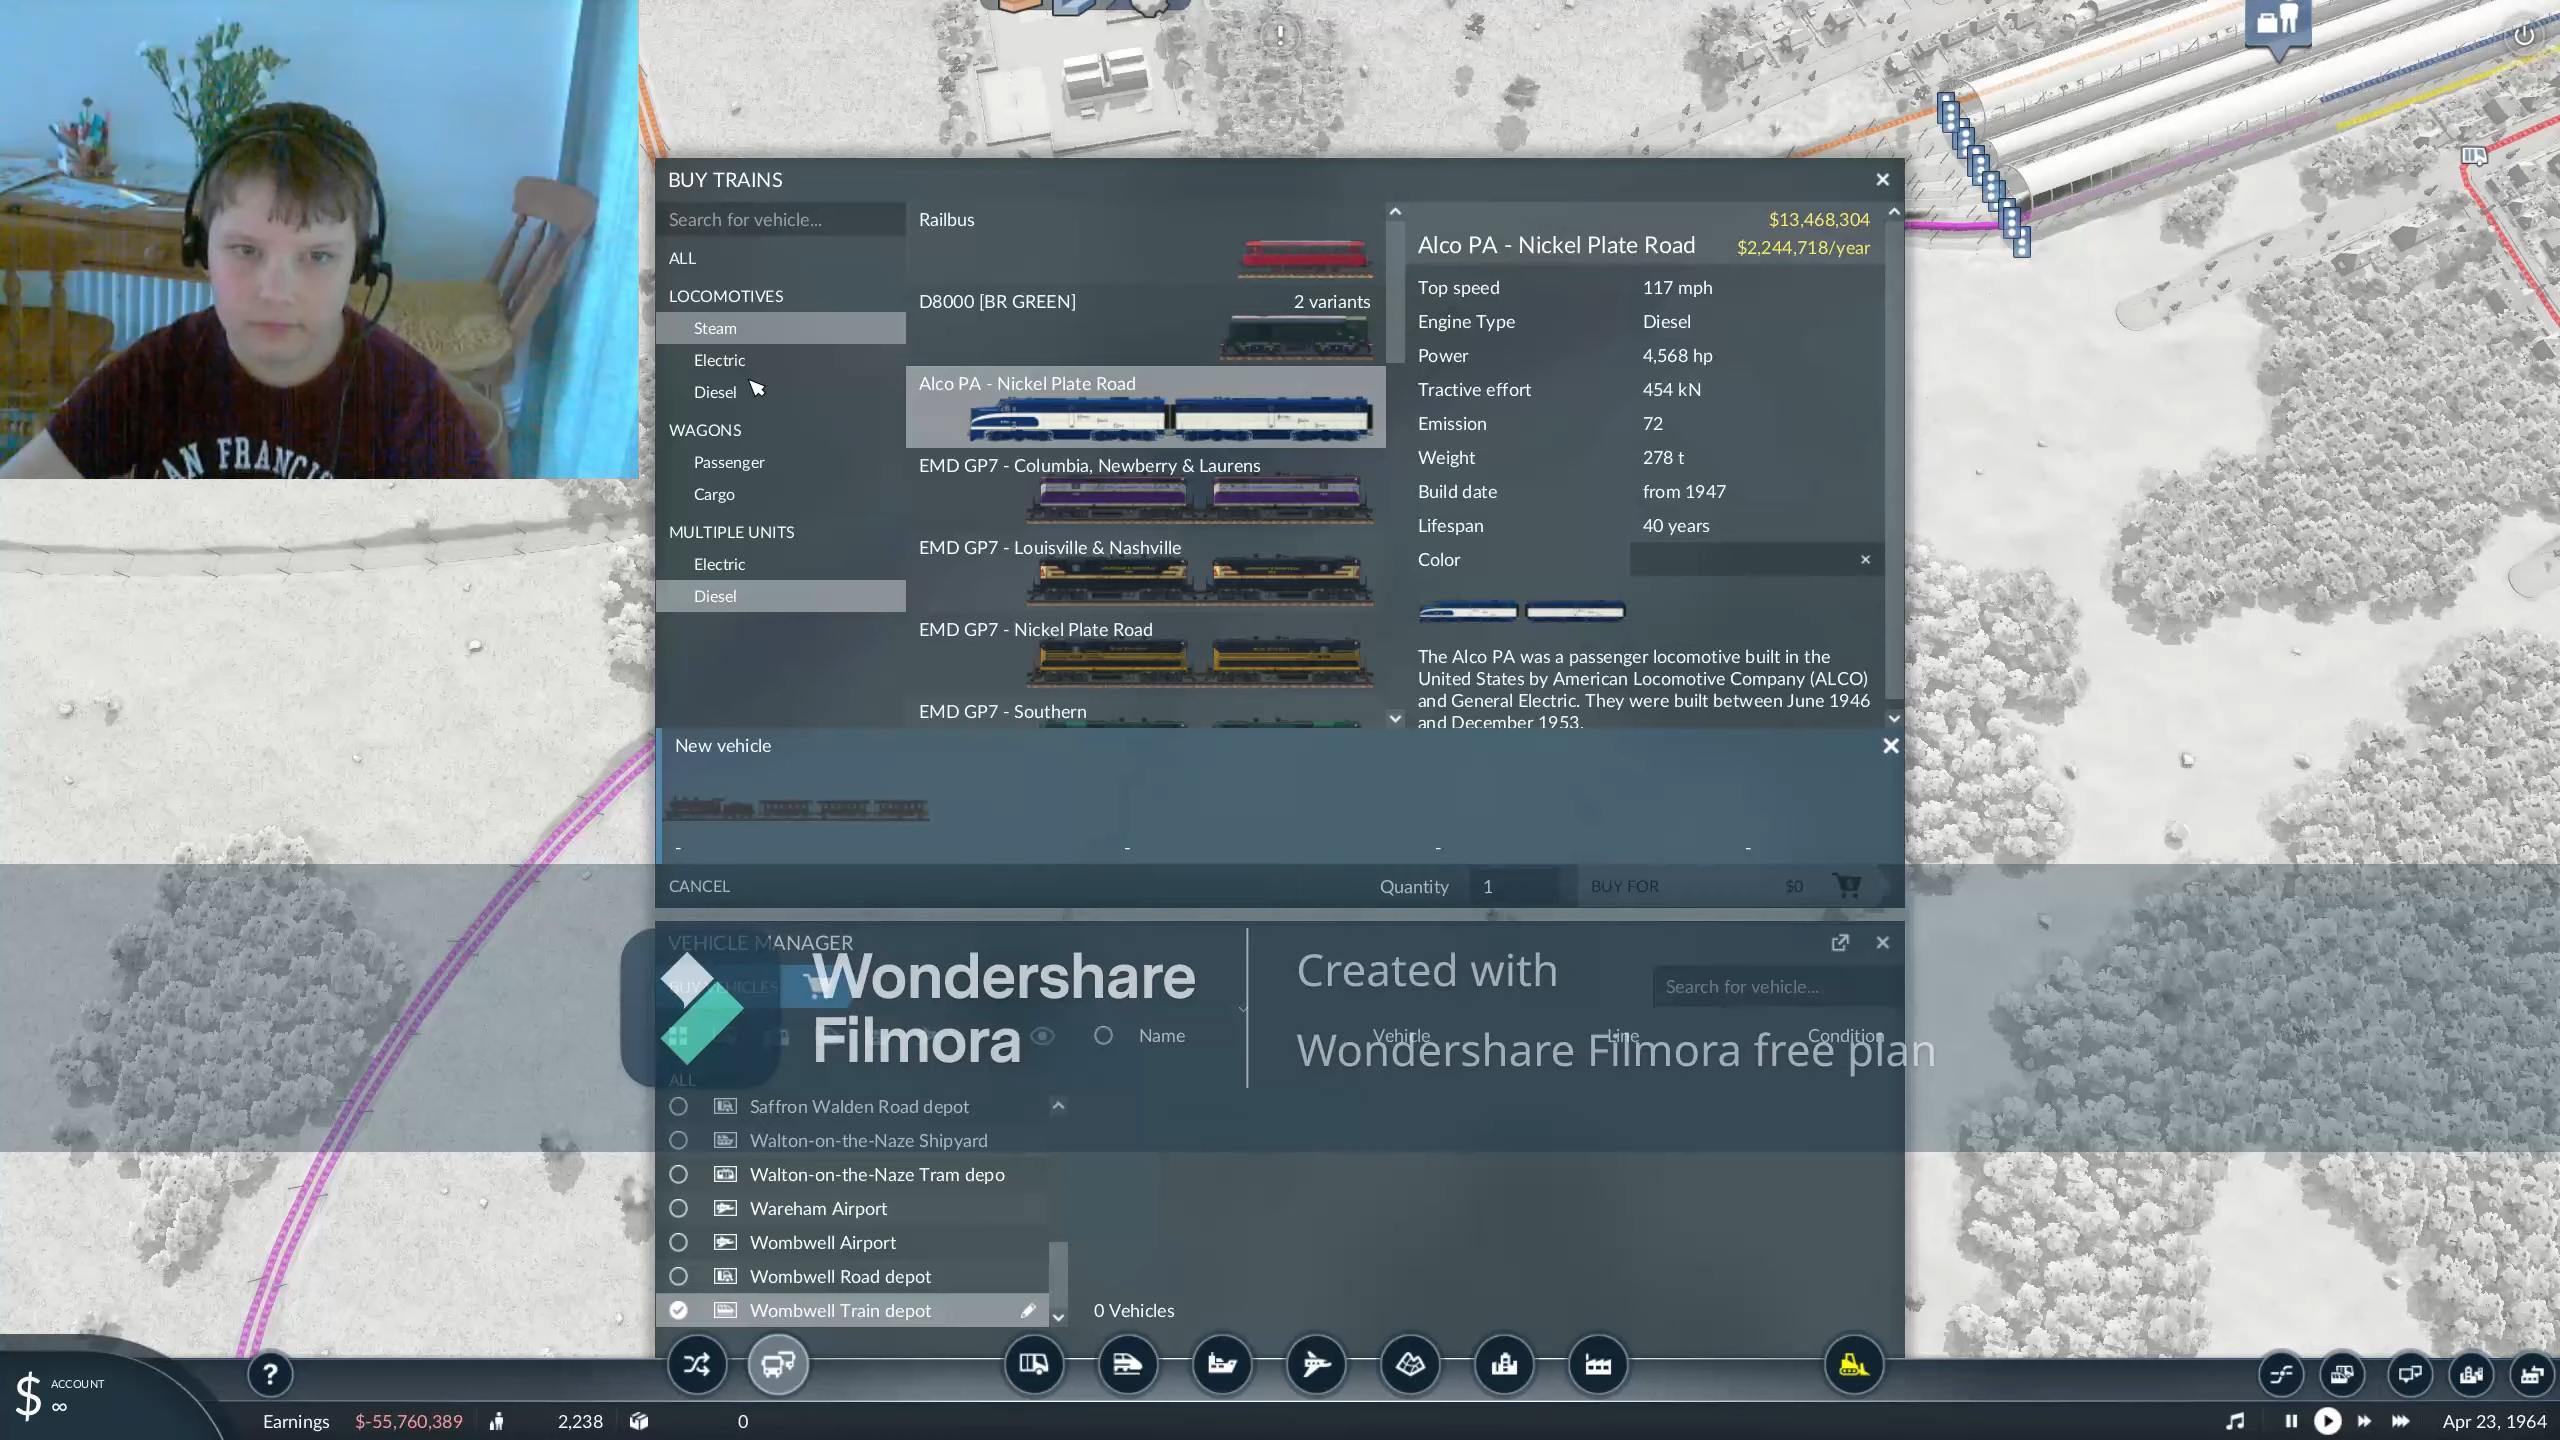 AN FRANCIS
BUY TRAINS
Search for vehicle...
ALL
LOCOMOTIVES
Steam
Electric
Diesel
WAGONS
Passenger
Cargo
MULTIPLE UNITS
Electric
Diesel
Railbus
D8000 [BR GREEN] 2 variants
Alco PA - Nickel Plate Road
EMD GP7 - Columbia, Newberry & Laurens
EMD GP7 - Louisville & Nashville
EMD GP7 - Nickel Plate Road
EMD GP7 - Southern
$13,468,304
Alco PA - Nickel Plate Road $2,244,718/year
Top speed 117 mph
Engine Type Diesel
Power 4,568 hp
Tractive effort 454 kN
Emission 72
Weight 278 t
Build date from 1947
Lifespan 40 years
Color
The Alco PA was a passenger locomotive built in the
United States by American Locomotive Company (ALCO)
and General Electric. They were built between June 1946
and December 1953.
New vehicle
- - - -
CANCEL Quantity 1 BUY FOR $0
VEHICLE MANAGER
BUY VEHICLES Search for vehicle...
Name Vehicle Line Condition
ALL
Wondershare
Filmora
Created with
Wondershare Filmora free plan
Saffron Walden Road depot
Walton-on-the-Naze Shipyard
Walton-on-the-Naze Tram depo
Wareham Airport
Wombwell Airport
Wombwell Road depot
Wombwell Train depot 0 Vehicles
$ ACCOUNT
∞
?
Earnings $-55,760,389 2,238 0 Apr 23, 1964